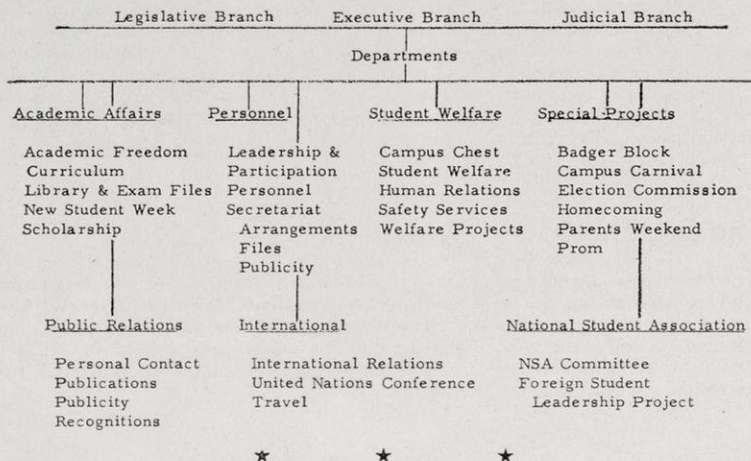 Legislative Branch Executive Branch Judicial Branch
Departments
Academic Affairs
Academic Freedom
Curriculum
Library & Exam Files
New Student Week
Scholarship
Personnel
Leadership &
Participation
Personnel
Secretariat
Arrangements
Files
Publicity
Student Welfare
Campus Chest
Student Welfare
Human Relations
Safety Services
Welfare Projects
Special Projects
Badger Block
Campus Carnival
Election Commission
Homecoming
Parents Weekend
Prom
Public Relations
Personal Contact
Publications
Publicity
Recognitions
International
International Relations
United Nations Conference
Travel
National Student Association
NSA Committee
Foreign Student
Leadership Project